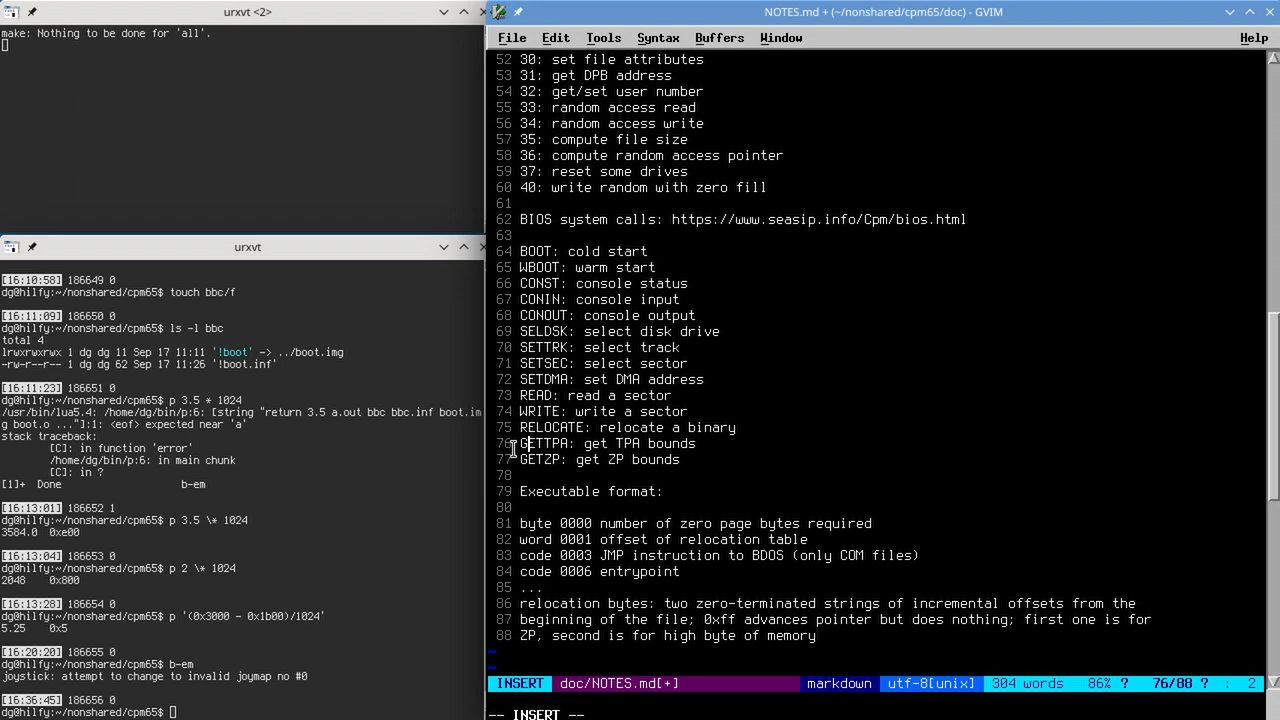 urxvt <2>
make: Nothing to be done for 'all'.
urxvt
[16:10:58] 186649 0
dg@hilfy:~/nonshared/cpm65$ touch bbc/f
[16:11:09] 186650 0
dg@hilfy:~/nonshared/cpm65$ ls -l bbc
total 4
lrwxrwxrwx 1 dg dg 11 Sep 17 11:11 '!boot' -> ../boot.img
-rw-r--r-- 1 dg dg 62 Sep 17 11:26 '!boot.inf'
[16:11:23] 186651 0
dg@hilfy:~/nonshared/cpm65$ p 3.5 * 1024
/usr/bin/lua5.4: /home/dg/bin/p:6: [string "return 3.5 a.out bbc bbc.inf boot.im
g boot.o ..."]:1: <eof> expected near 'a'
stack traceback:
[C]: in function 'error'
/home/dg/bin/p:6: in main chunk
[C]: in ?
[1]+  Done                    b-em
[16:13:01] 186652 1
dg@hilfy:~/nonshared/cpm65$ p 3.5 \* 1024
3584.0  0xe00
[16:13:04] 186653 0
dg@hilfy:~/nonshared/cpm65$ p 2 \* 1024
2048    0x800
[16:13:28] 186654 0
dg@hilfy:~/nonshared/cpm65$ p '(0x3000 - 0x1b00)/1024'
5.25    0x5
[16:20:20] 186655 0
dg@hilfy:~/nonshared/cpm65$ b-em
joystick: attempt to change to invalid joymap no #0
[16:36:45] 186656 0
dg@hilfy:~/nonshared/cpm65$
NOTES.md + (~/nonshared/cpm65/doc) - GVIM
File Edit Tools Syntax Buffers Window Help
52 30: set file attributes
53 31: get DPB address
54 32: get/set user number
55 33: random access read
56 34: random access write
57 35: compute file size
58 36: compute random access pointer
59 37: reset some drives
60 40: write random with zero fill
61
62 BIOS system calls: https://www.seasip.info/Cpm/bios.html
63
64 BOOT: cold start
65 WBOOT: warm start
66 CONST: console status
67 CONIN: console input
68 CONOUT: console output
69 SELDSK: select disk drive
70 SETTRK: select track
71 SETSEC: select sector
72 SETDMA: set DMA address
73 READ: read a sector
74 WRITE: write a sector
75 RELOCATE: relocate a binary
76 GETTPA: get TPA bounds
77 GETZP: get ZP bounds
78
79 Executable format:
80
81 byte 0000 number of zero page bytes required
82 word 0001 offset of relocation table
83 code 0003 JMP instruction to BDOS (only COM files)
84 code 0006 entrypoint
85 ...
86 relocation bytes: two zero-terminated strings of incremental offsets from the
87 beginning of the file; 0xff advances pointer but does nothing; first one is for
88 ZP, second is for high byte of memory
~
~
INSERT doc/NOTES.md[+] markdown utf-8[unix] 304 words 86% ? 76/88 ? : 2
-- INSERT --